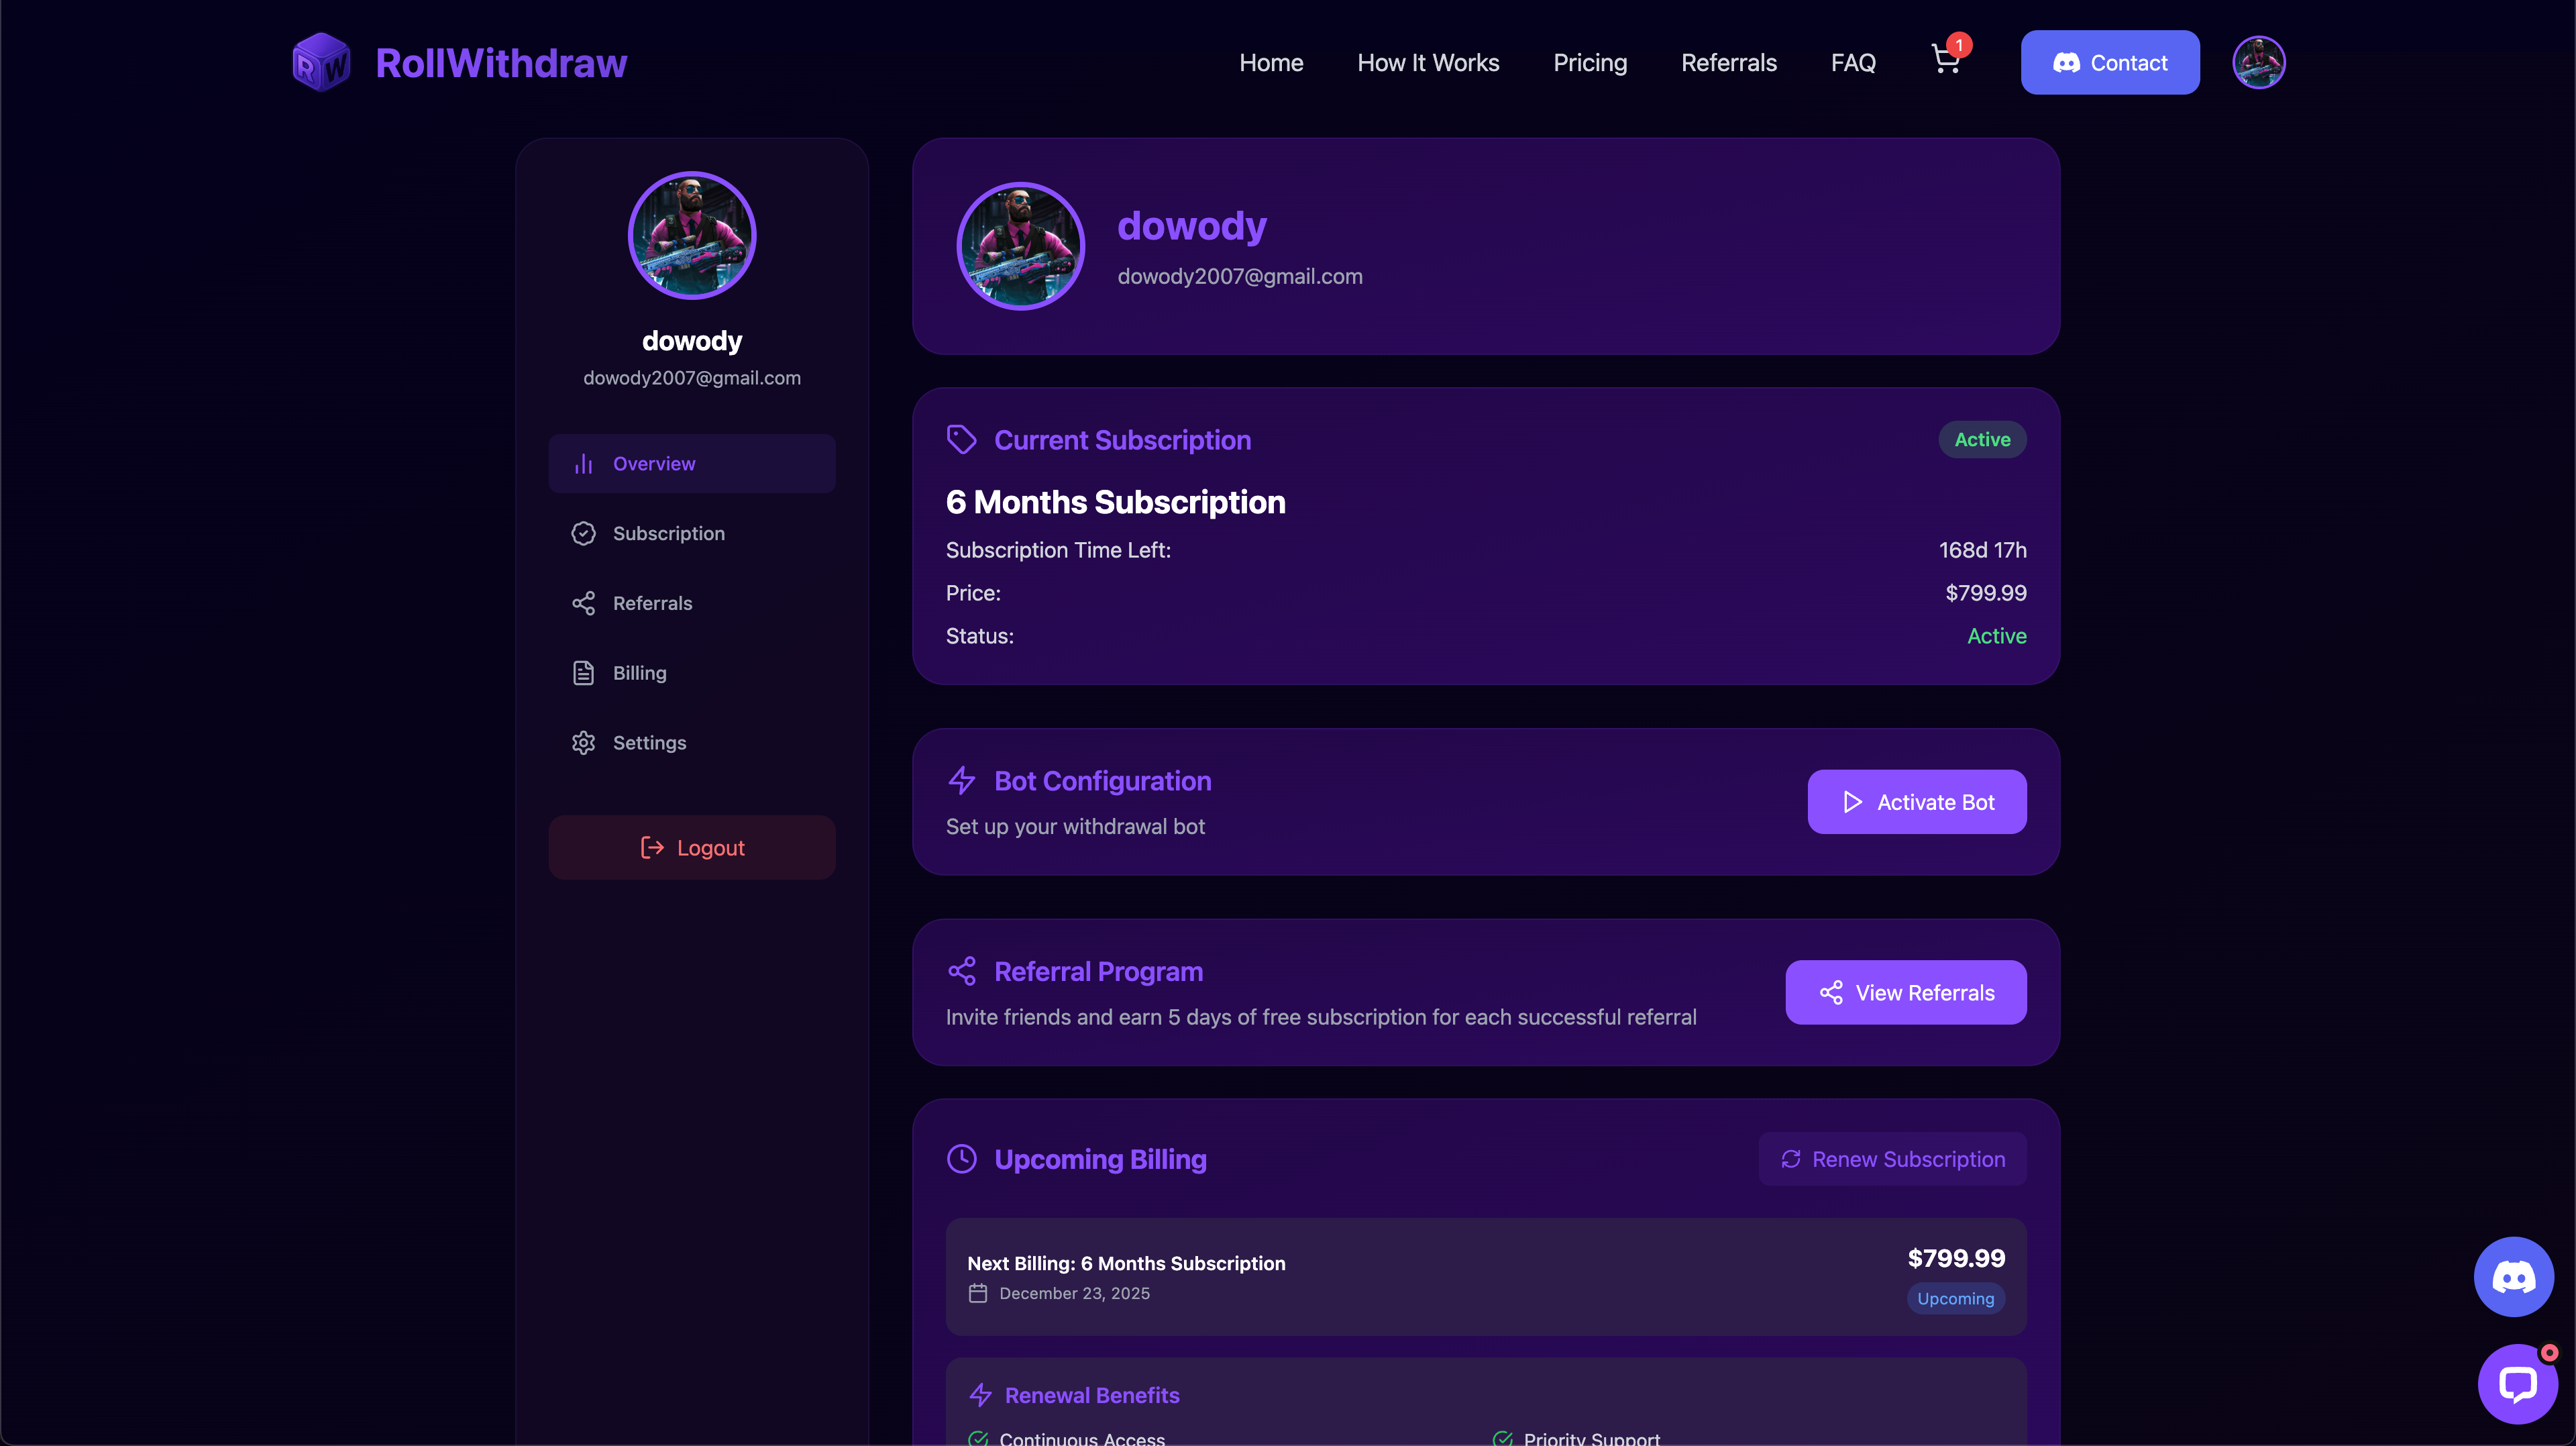 RW RollWithdraw
Home How It Works Pricing Referrals FAQ 1 Contact
dowody
dowody2007@gmail.com
Overview
Subscription
Referrals
Billing
Settings
Logout
dowody
dowody2007@gmail.com
Current Subscription Active
6 Months Subscription
Subscription Time Left: 168d 17h
Price: $799.99
Status: Active
Bot Configuration
Set up your withdrawal bot
Activate Bot
Referral Program
Invite friends and earn 5 days of free subscription for each successful referral
View Referrals
Upcoming Billing Renew Subscription
Next Billing: 6 Months Subscription $799.99
December 23, 2025 Upcoming
Renewal Benefits
Continuous Access Priority Support